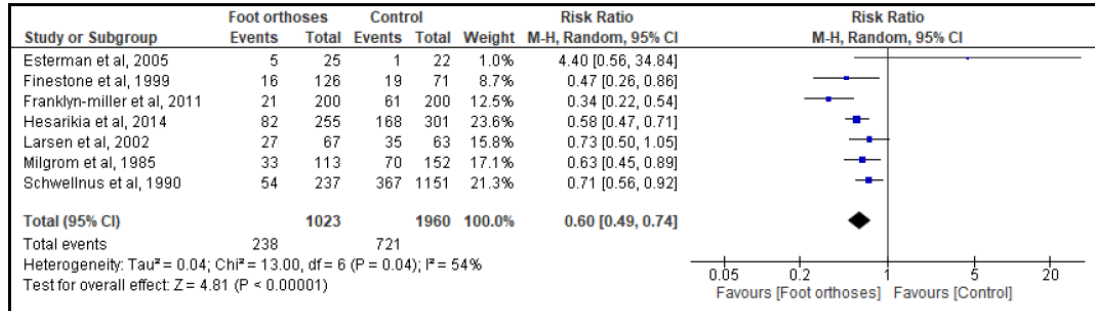 Foot orthoses Control Risk Ratio Risk Ratio
Study or Subgroup Events Total Events Total Weight M-H, Random, 95% CI M-H, Random, 95% CI
Esterman et al, 2005 5 25 1 22 1.0% 4.40 [0.56, 34.84]
Finestone et al, 1999 16 126 19 71 8.7% 0.47 [0.26, 0.86]
Franklyn-miller et al, 2011 21 200 61 200 12.5% 0.34 [0.22, 0.54]
Hesarikia et al, 2014 82 255 168 301 23.6% 0.58 [0.47, 0.71]
Larsen et al, 2002 27 67 35 63 15.8% 0.73 [0.50, 1.05]
Milgrom et al, 1985 33 113 70 152 17.1% 0.63 [0.45, 0.89]
Schwellnus et al, 1990 54 237 367 1151 21.3% 0.71 [0.56, 0.92]
Total (95% CI) 1023 1960 100.0% 0.60 [0.49, 0.74]
Total events 238 721
Heterogeneity: Tau² = 0.04; Chi² = 13.00, df = 6 (P = 0.04); I² = 54%
Test for overall effect: Z = 4.81 (P < 0.00001)
0.05 0.2 1 5 20
Favours [Foot orthoses] Favours [Control]